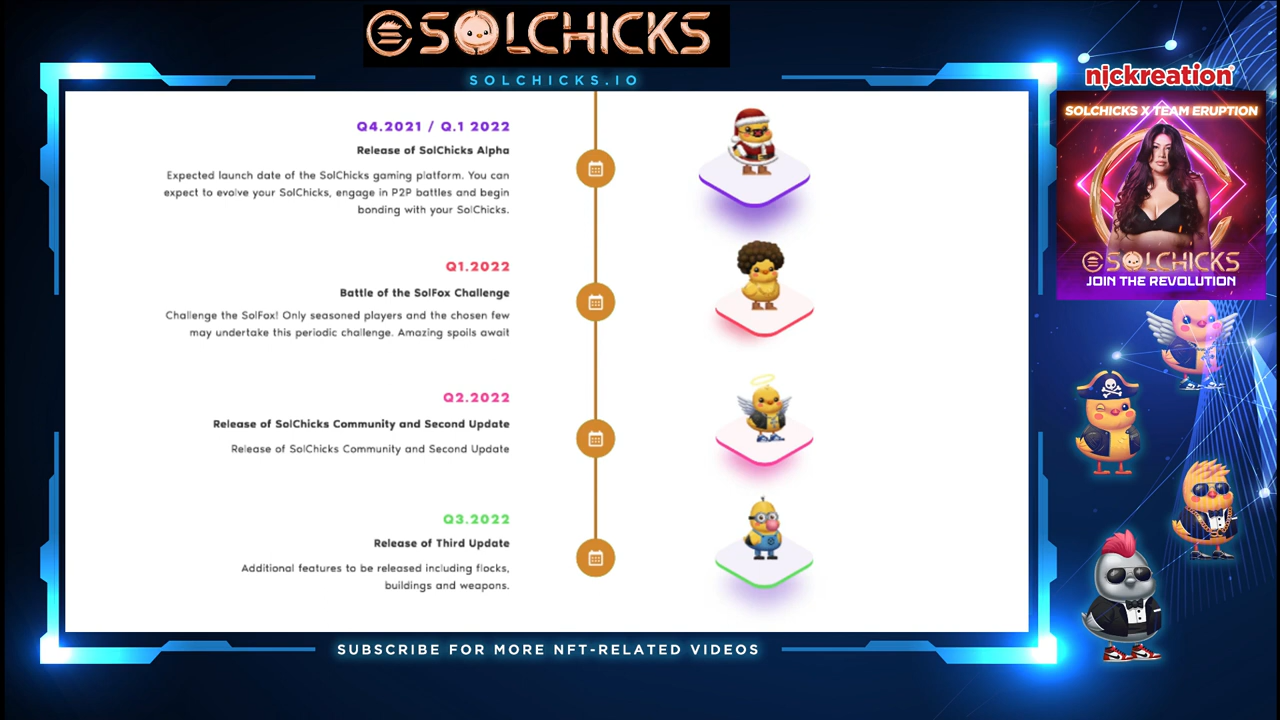 SOLCHICKS
SOLCHICKS.IO
nickreation
SOLCHICKS X TEAM ERUPTION
SOLCHICKS
JOIN THE REVOLUTION
Q4.2021 / Q.1 2022
Release of SolChicks Alpha
Expected launch date of the SolChicks gaming platform. You can
expect to evolve your SolChicks, engage in P2P battles and begin
bonding with your SolChicks.
Q1.2022
Battle of the SolFox Challenge
Challenge the SolFox! Only seasoned players and the chosen few
may undertake this periodic challenge. Amazing spoils await
Q2.2022
Release of SolChicks Community and Second Update
Release of SolChicks Community and Second Update
Q3.2022
Release of Third Update
Additional features to be released including flocks,
buildings and weapons.
SUBSCRIBE FOR MORE NFT-RELATED VIDEOS